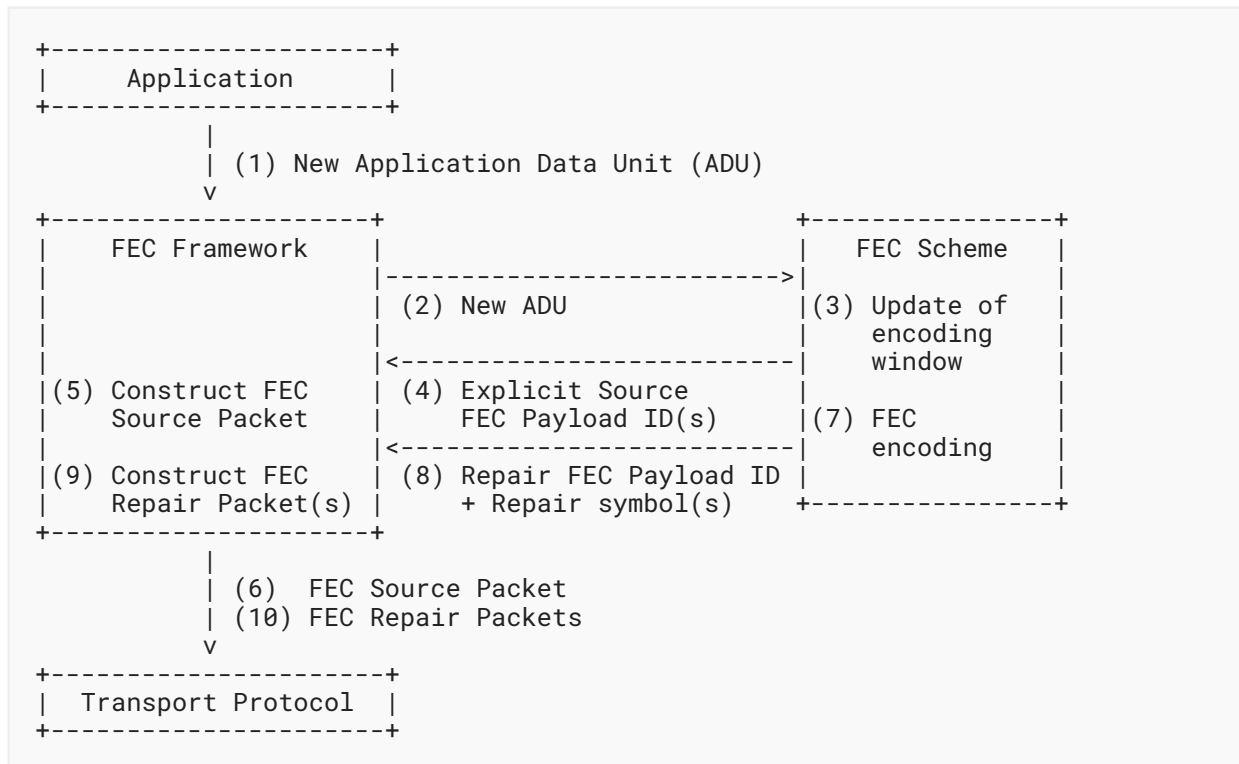 +----------------------+
|     Application      |
+----------------------+
           |
           | (1) New Application Data Unit (ADU)
           v
+---------------------+                           +----------------+
|    FEC Framework    |                           |   FEC Scheme   |
|                     |-------------------------->|                |
|                     | (2) New ADU               |(3) Update of   |
|                     |                           |    encoding    |
|                     |<--------------------------|    window      |
|(5) Construct FEC    | (4) Explicit Source       |                |
|    Source Packet    |     FEC Payload ID(s)     |(7) FEC         |
|                     |<--------------------------|    encoding    |
|(9) Construct FEC    | (8) Repair FEC Payload ID |                |
|    Repair Packet(s) |     + Repair symbol(s)    +----------------+
+---------------------+
           |
           | (6)  FEC Source Packet
           | (10) FEC Repair Packets
           v
+----------------------+
|  Transport Protocol  |
+----------------------+